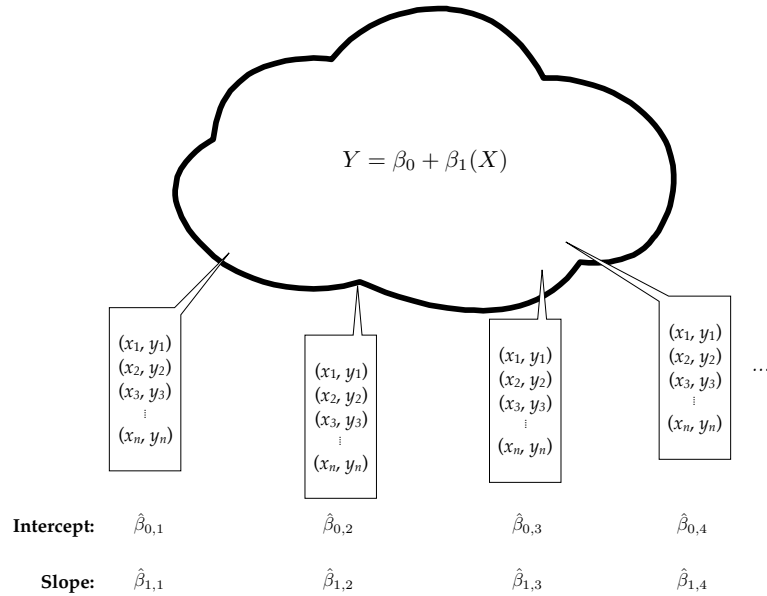 Y = β₀ + β₁(X)
(x₁, y₁)
(x₂, y₂)
(x₃, y₃)
⋮
(xₙ, yₙ)
(x₁, y₁)
(x₂, y₂)
(x₃, y₃)
⋮
(xₙ, yₙ)
(x₁, y₁)
(x₂, y₂)
(x₃, y₃)
⋮
(xₙ, yₙ)
(x₁, y₁)
(x₂, y₂)
(x₃, y₃)
⋮
(xₙ, yₙ)
...
Intercept: β̂₀,₁ β̂₀,₂ β̂₀,₃ β̂₀,₄
Slope: β̂₁,₁ β̂₁,₂ β̂₁,₃ β̂₁,₄